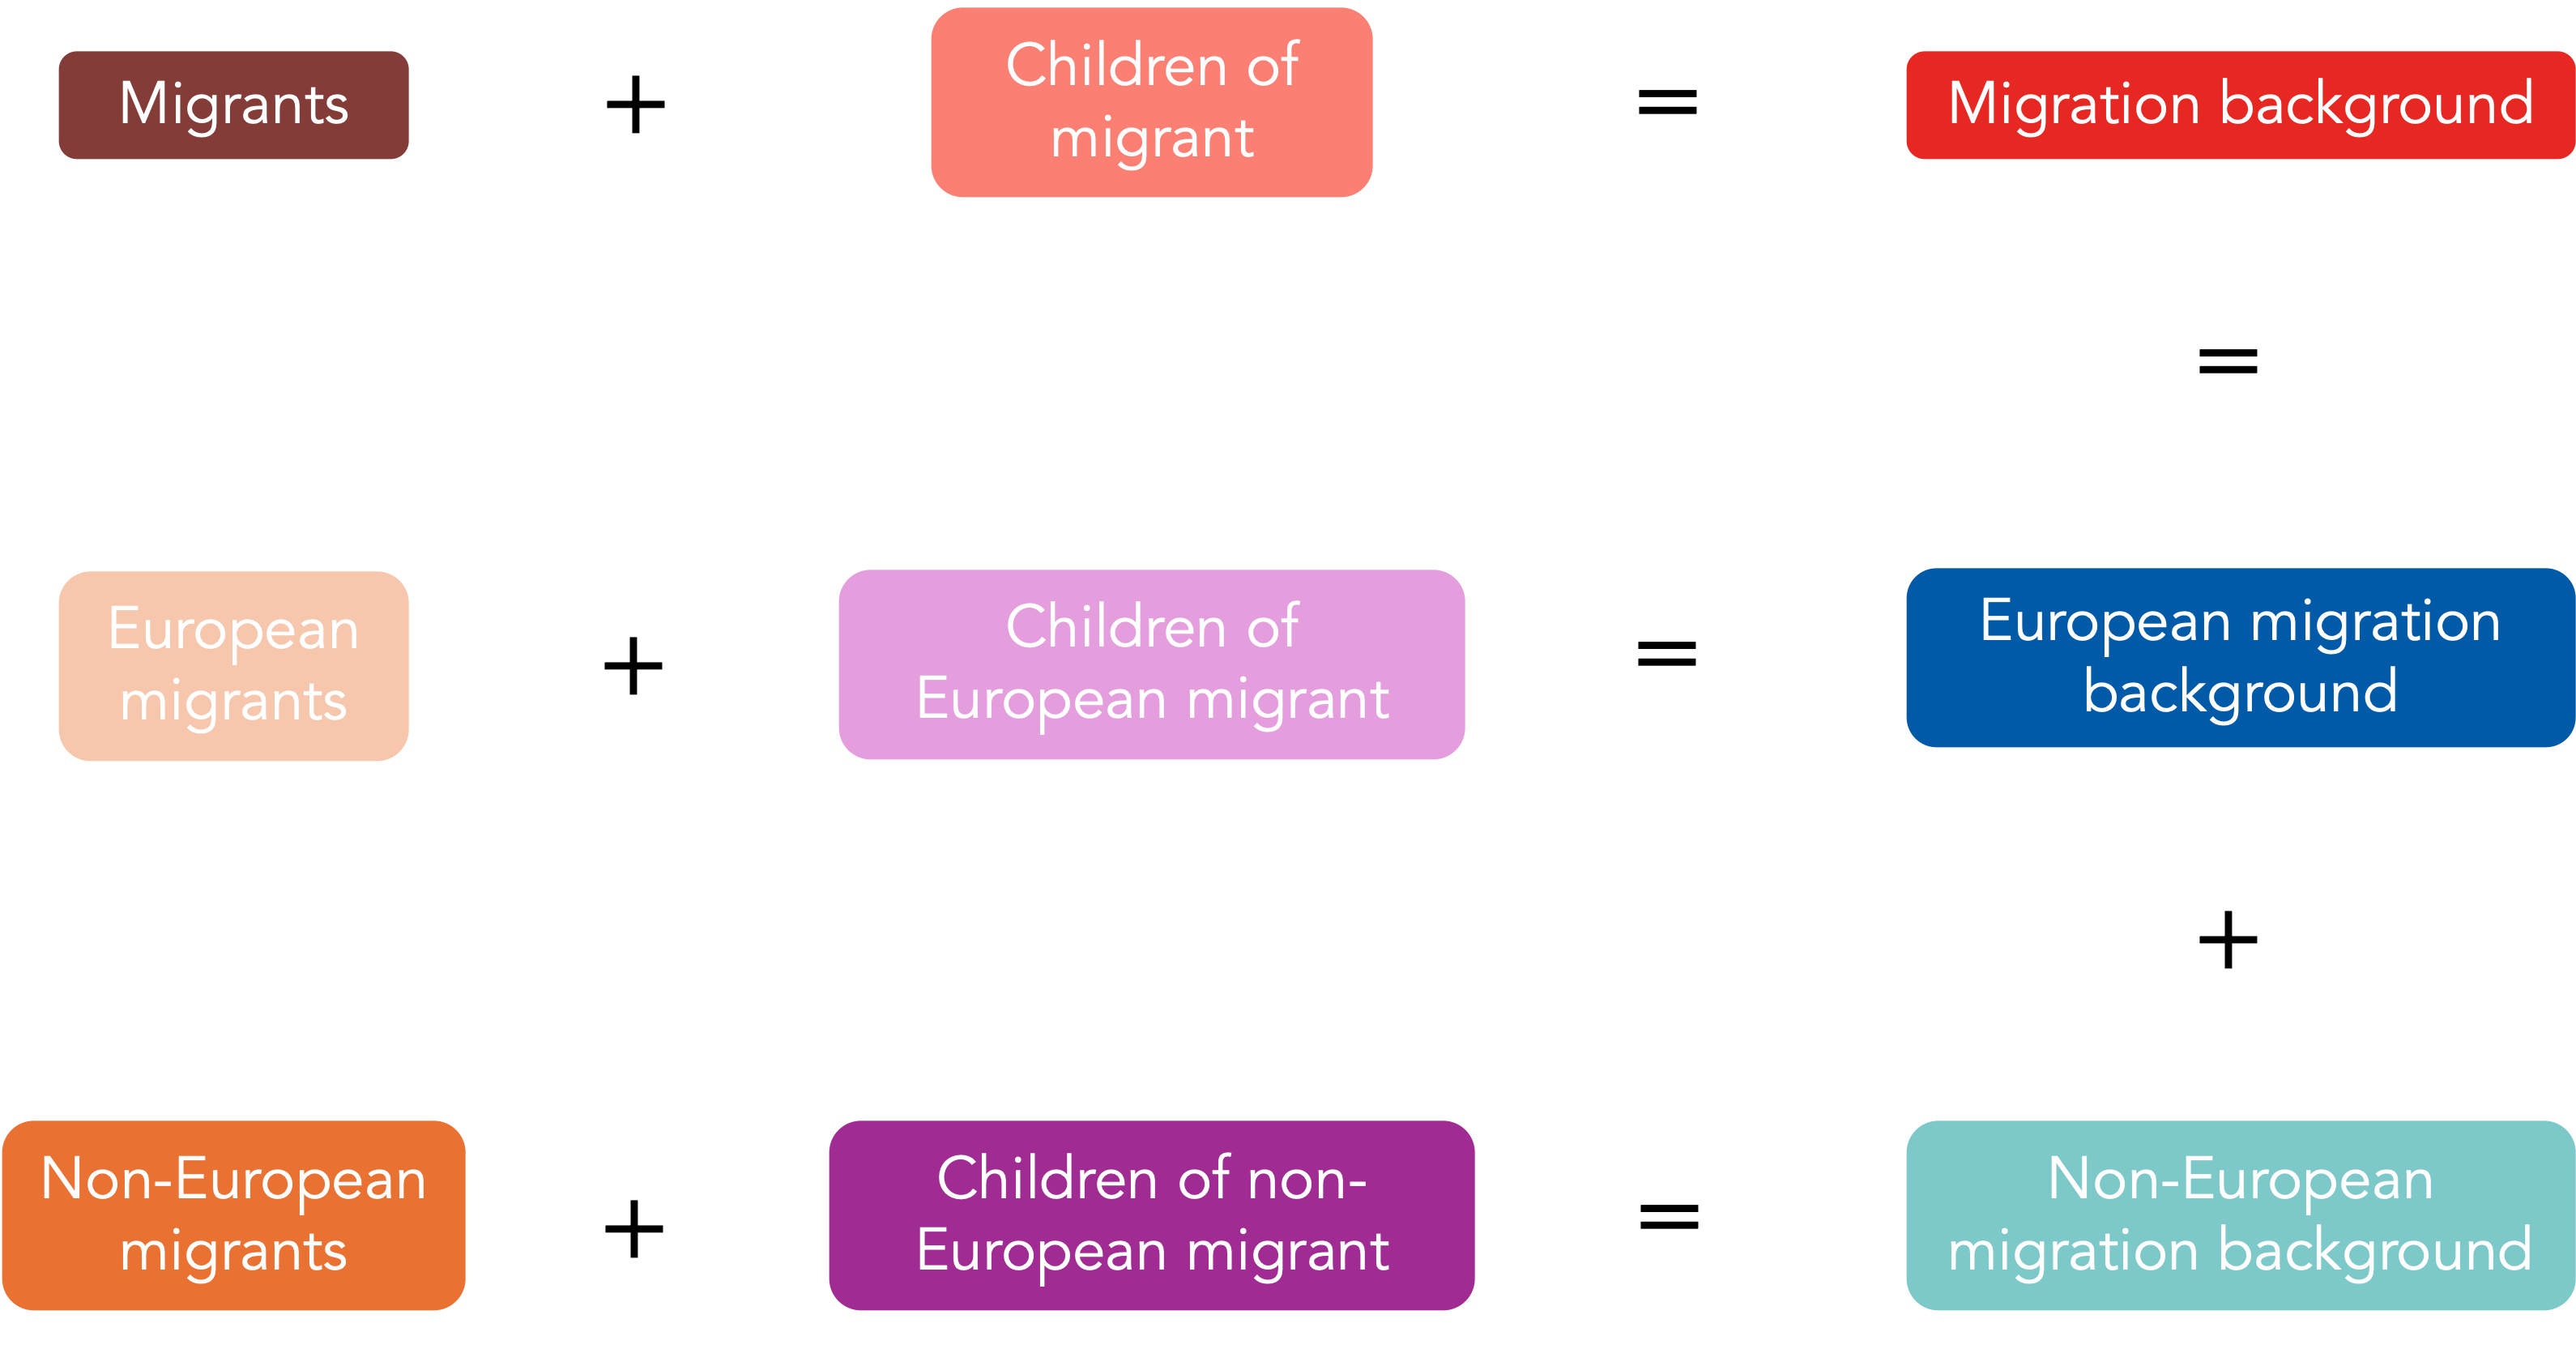 Migrants
+
Children of
migrant
=
Migration background
=
European
migrants
+
Children of
European migrant
=
European migration
background
+
Non-European
migrants
+
Children of non-
European migrant
=
Non-European
migration background